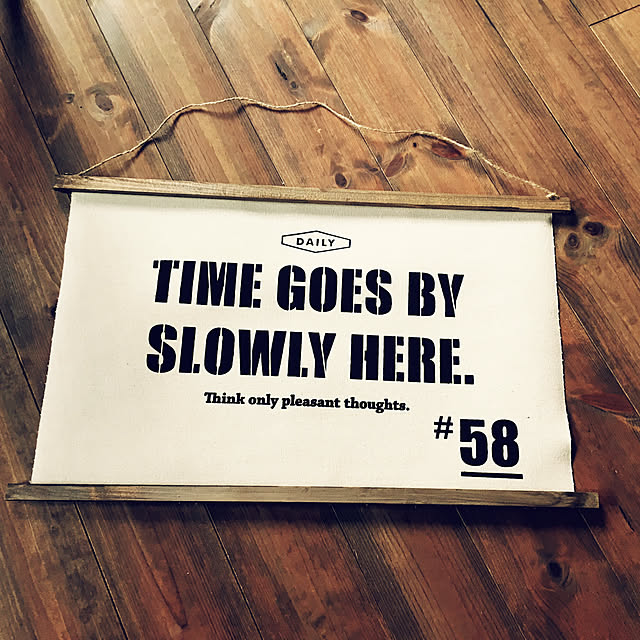 DAILY
TIME GOES BY
SLOWLY HERE.
Think only pleasant thoughts.
#58